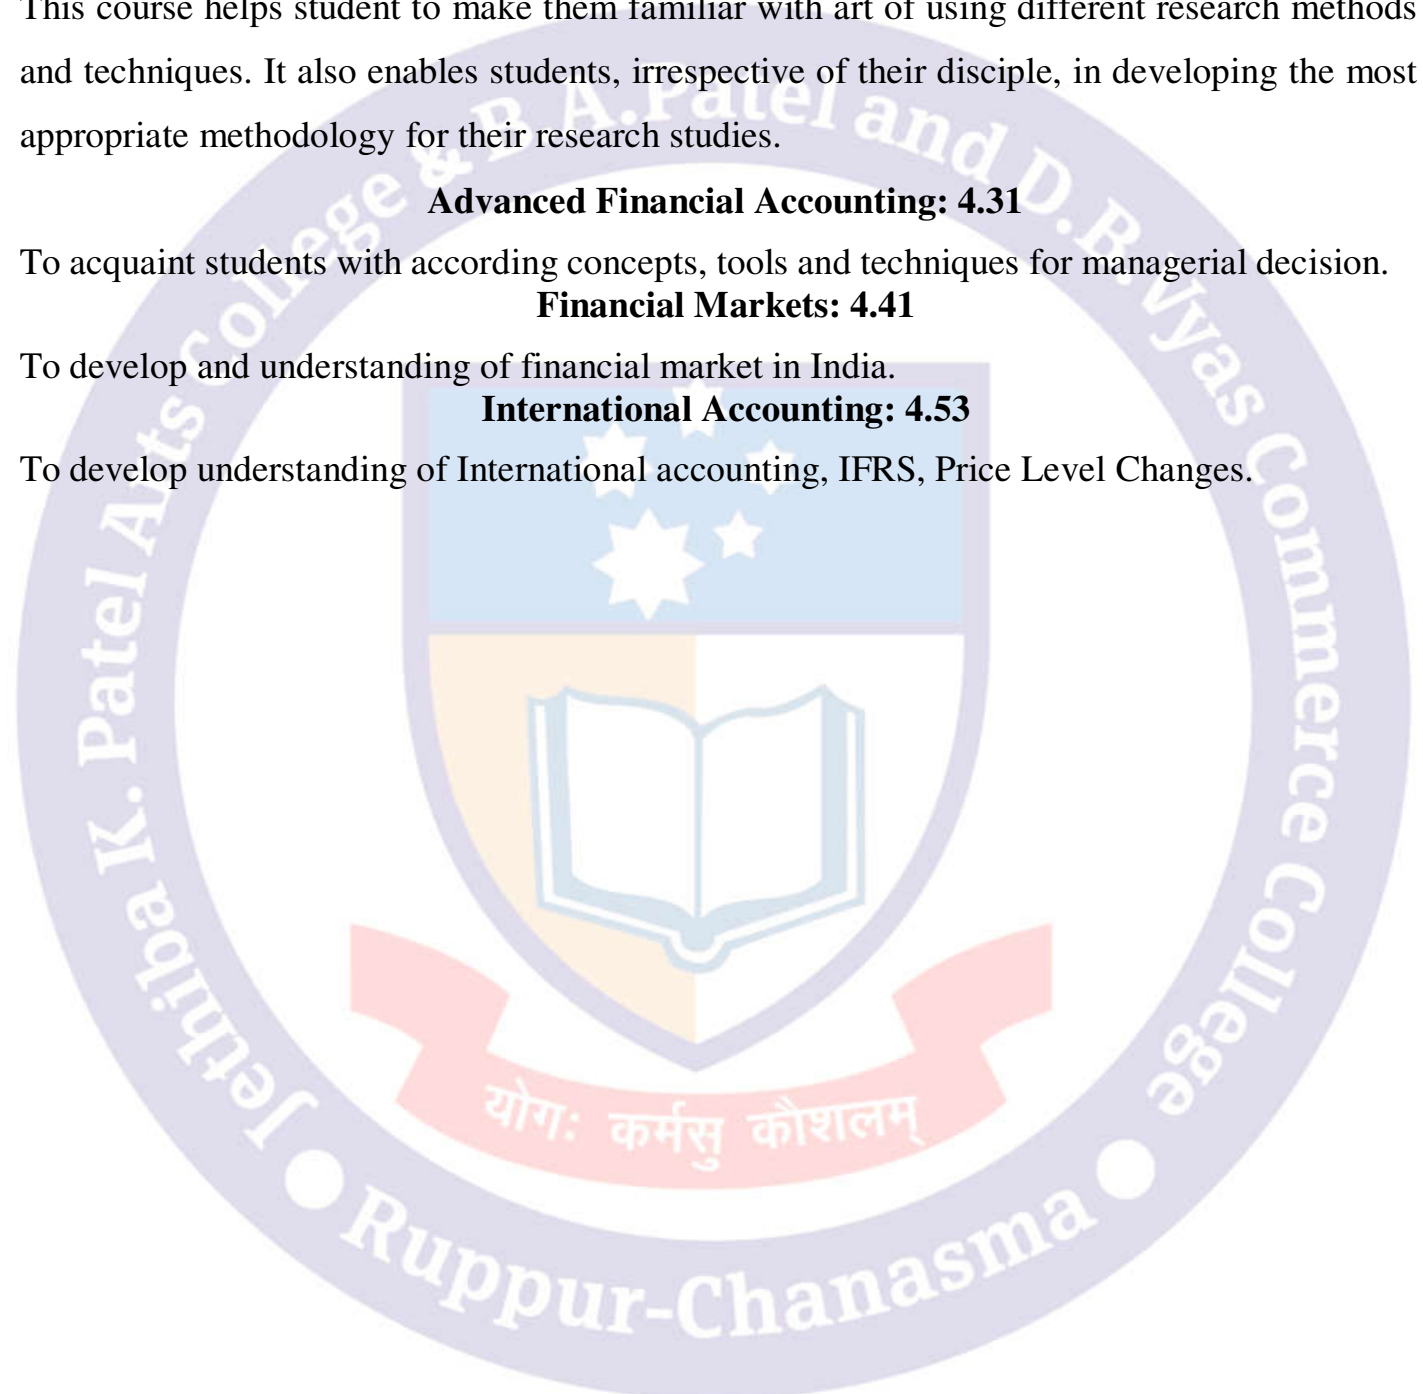 This course helps student to make them familiar with art of using different research methods
and techniques. It also enables students, irrespective of their disciple, in developing the most
appropriate methodology for their research studies.
Advanced Financial Accounting: 4.31
To acquaint students with according concepts, tools and techniques for managerial decision.
Financial Markets: 4.41
To develop and understanding of financial market in India.
International Accounting: 4.53
To develop understanding of International accounting, IFRS, Price Level Changes.
Jethiba K. Patel Arts College & B A.Patel and D.R.Vyas Commerce College
योग: कर्मसु कौशलम्
Ruppur-Chanasma